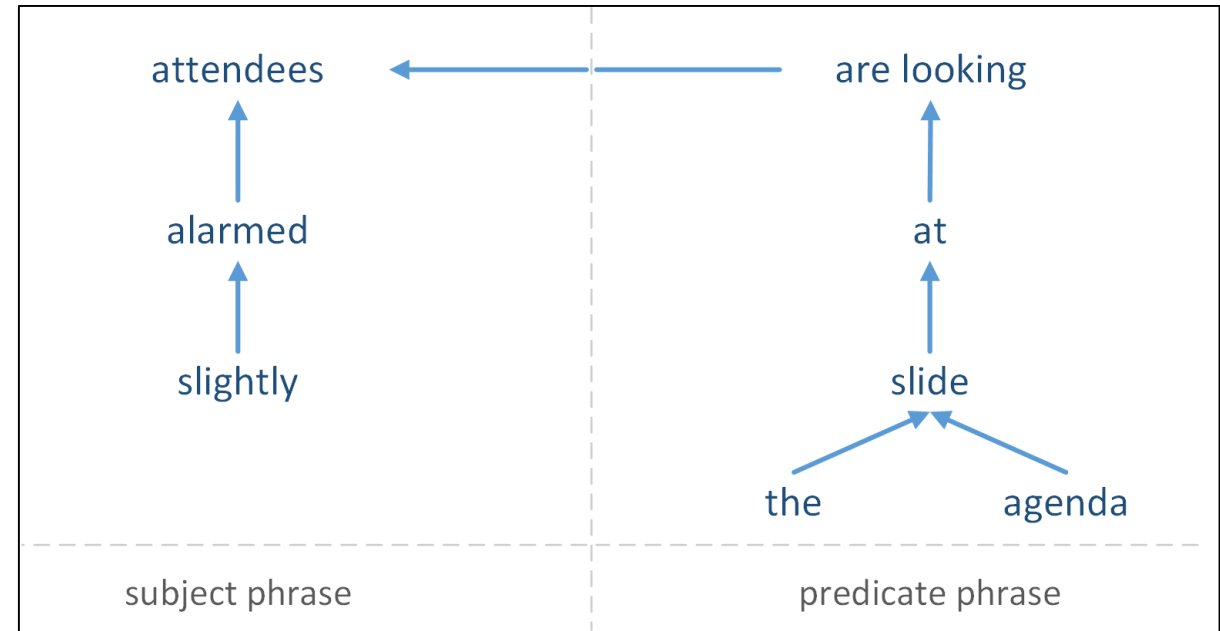 attendees are looking
alarmed at
slightly slide
the agenda
subject phrase predicate phrase